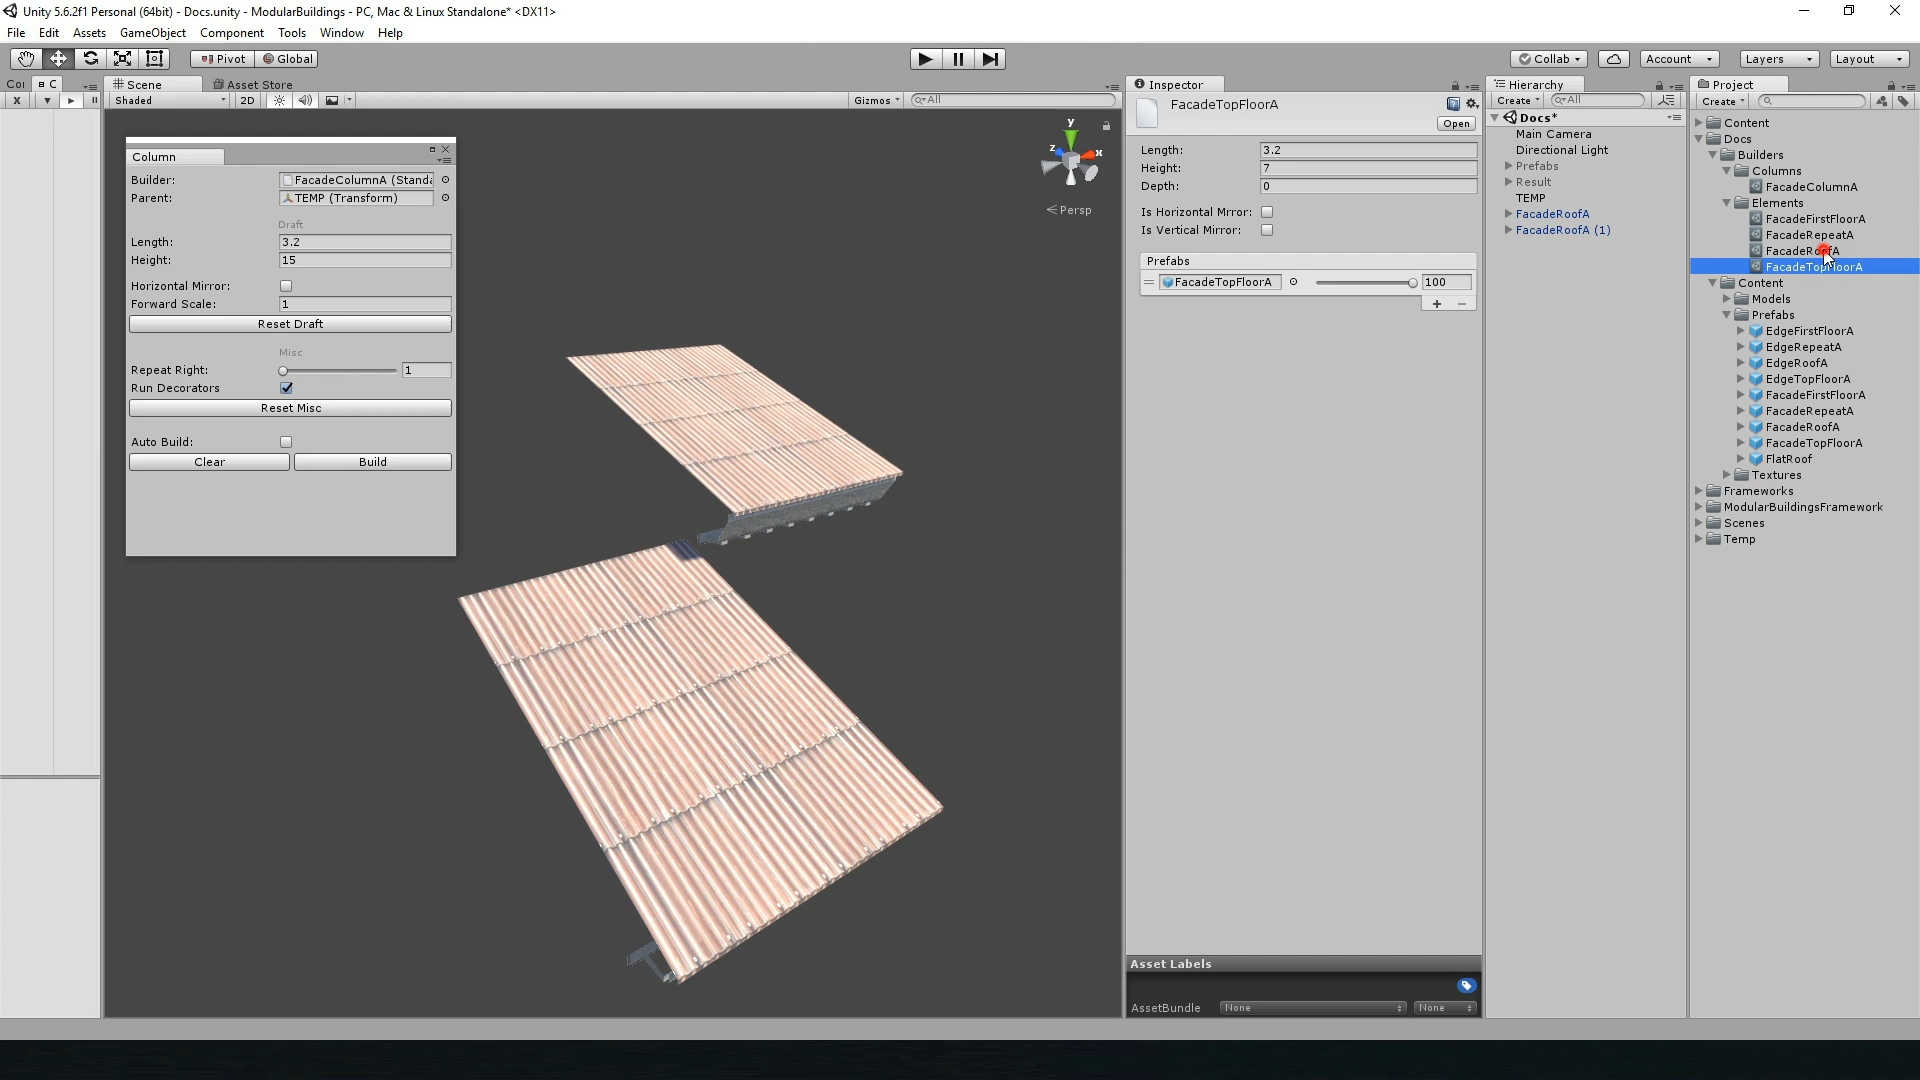 Unity 5.6.2f1 Personal (64bit) - Docs.unity - ModularBuildings - PC, Mac & Linux Standalone* <DX11>
File Edit Assets GameObject Component Tools Window Help
Pivot Global
Collab Account Layers Layout
C
Scene
Asset Store
X
Shaded
2D
Gizmos
All
y
z
x
Persp
Column
Builder: FacadeColumnA (Standa
Parent: TEMP (Transform)
Draft
Length: 3.2
Height: 15
Horizontal Mirror:
Forward Scale: 1
Reset Draft
Misc
Repeat Right: 1
Run Decorators
Reset Misc
Auto Build:
Clear Build
Inspector
FacadeTopFloorA
Open
Length: 3.2
Height: 7
Depth: 0
Is Horizontal Mrror:
Is Vertical Mirror:
Prefabs
FacadeTopFloorA 100
Asset Labels
AssetBundle None None
Hierarchy
Create All
Docs*
Main Camera
Directional Light
Prefabs
Result
TEMP
FacadeRoofA
FacadeRoofA (1)
Project
Create
Content
Docs
Builders
Columns
FacadeColumnA
Elements
FacadeFirstFloorA
FacadeRepeatA
FacadeRoofA
FacadeTopFloorA
Content
Models
Prefabs
EdgeFirstFloorA
EdgeRepeatA
EdgeRoofA
EdgeTopFloorA
FacadeFirstFloorA
FacadeRepeatA
FacadeRoofA
FacadeTopFloorA
FlatRoof
Textures
Frameworks
ModularBuildingsFramework
Scenes
Temp